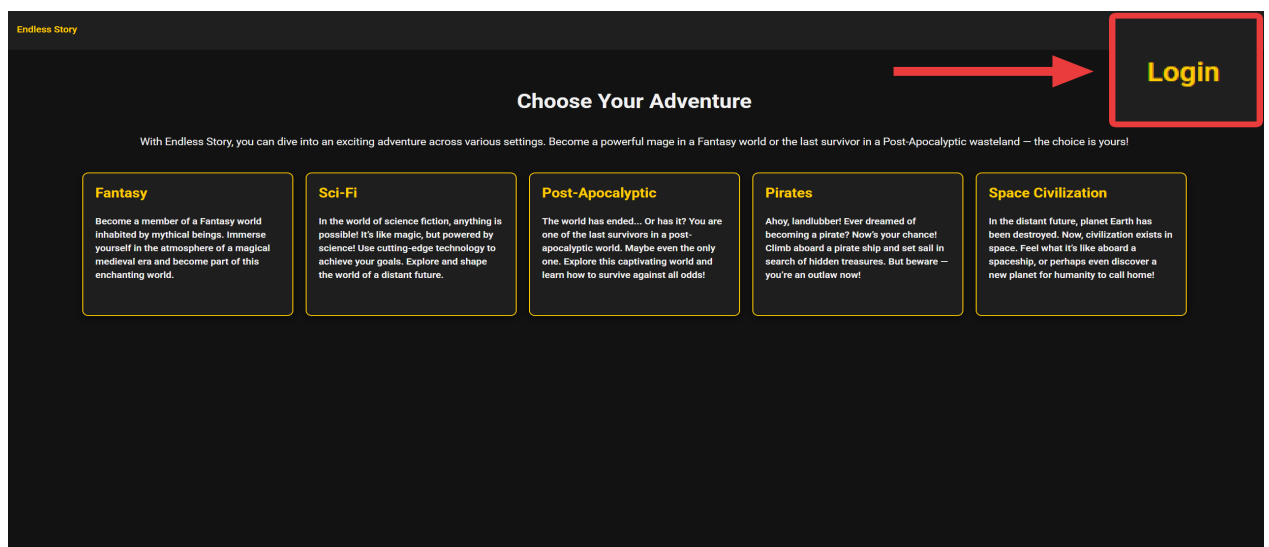 Endless Story
Login
Choose Your Adventure
With Endless Story, you can dive into an exciting adventure across various settings. Become a powerful mage in a Fantasy world or the last survivor in a Post-Apocalyptic wasteland — the choice is yours!
Fantasy
Become a member of a Fantasy world
inhabited by mythical beings. Immerse
yourself in the atmosphere of a magical
medieval era and become part of this
enchanting world.
Sci-Fi
In the world of science fiction, anything is
possible! It's like magic, but powered by
science! Use cutting-edge technology to
achieve your goals. Explore and shape
the world of a distant future.
Post-Apocalyptic
The world has ended... Or has it? You are
one of the last survivors in a post-
apocalyptic world. Maybe even the only
one. Explore this captivating world and
learn how to survive against all odds!
Pirates
Ahoy, landlubber! Ever dreamed of
becoming a pirate? Now's your chance!
Climb aboard a pirate ship and set sail in
search of hidden treasures. But beware —
you're an outlaw now!
Space Civilization
In the distant future, planet Earth has
been destroyed. Now, civilization exists in
space. Feel what it's like aboard a
spaceship, or perhaps even discover a
new planet for humanity to call home!